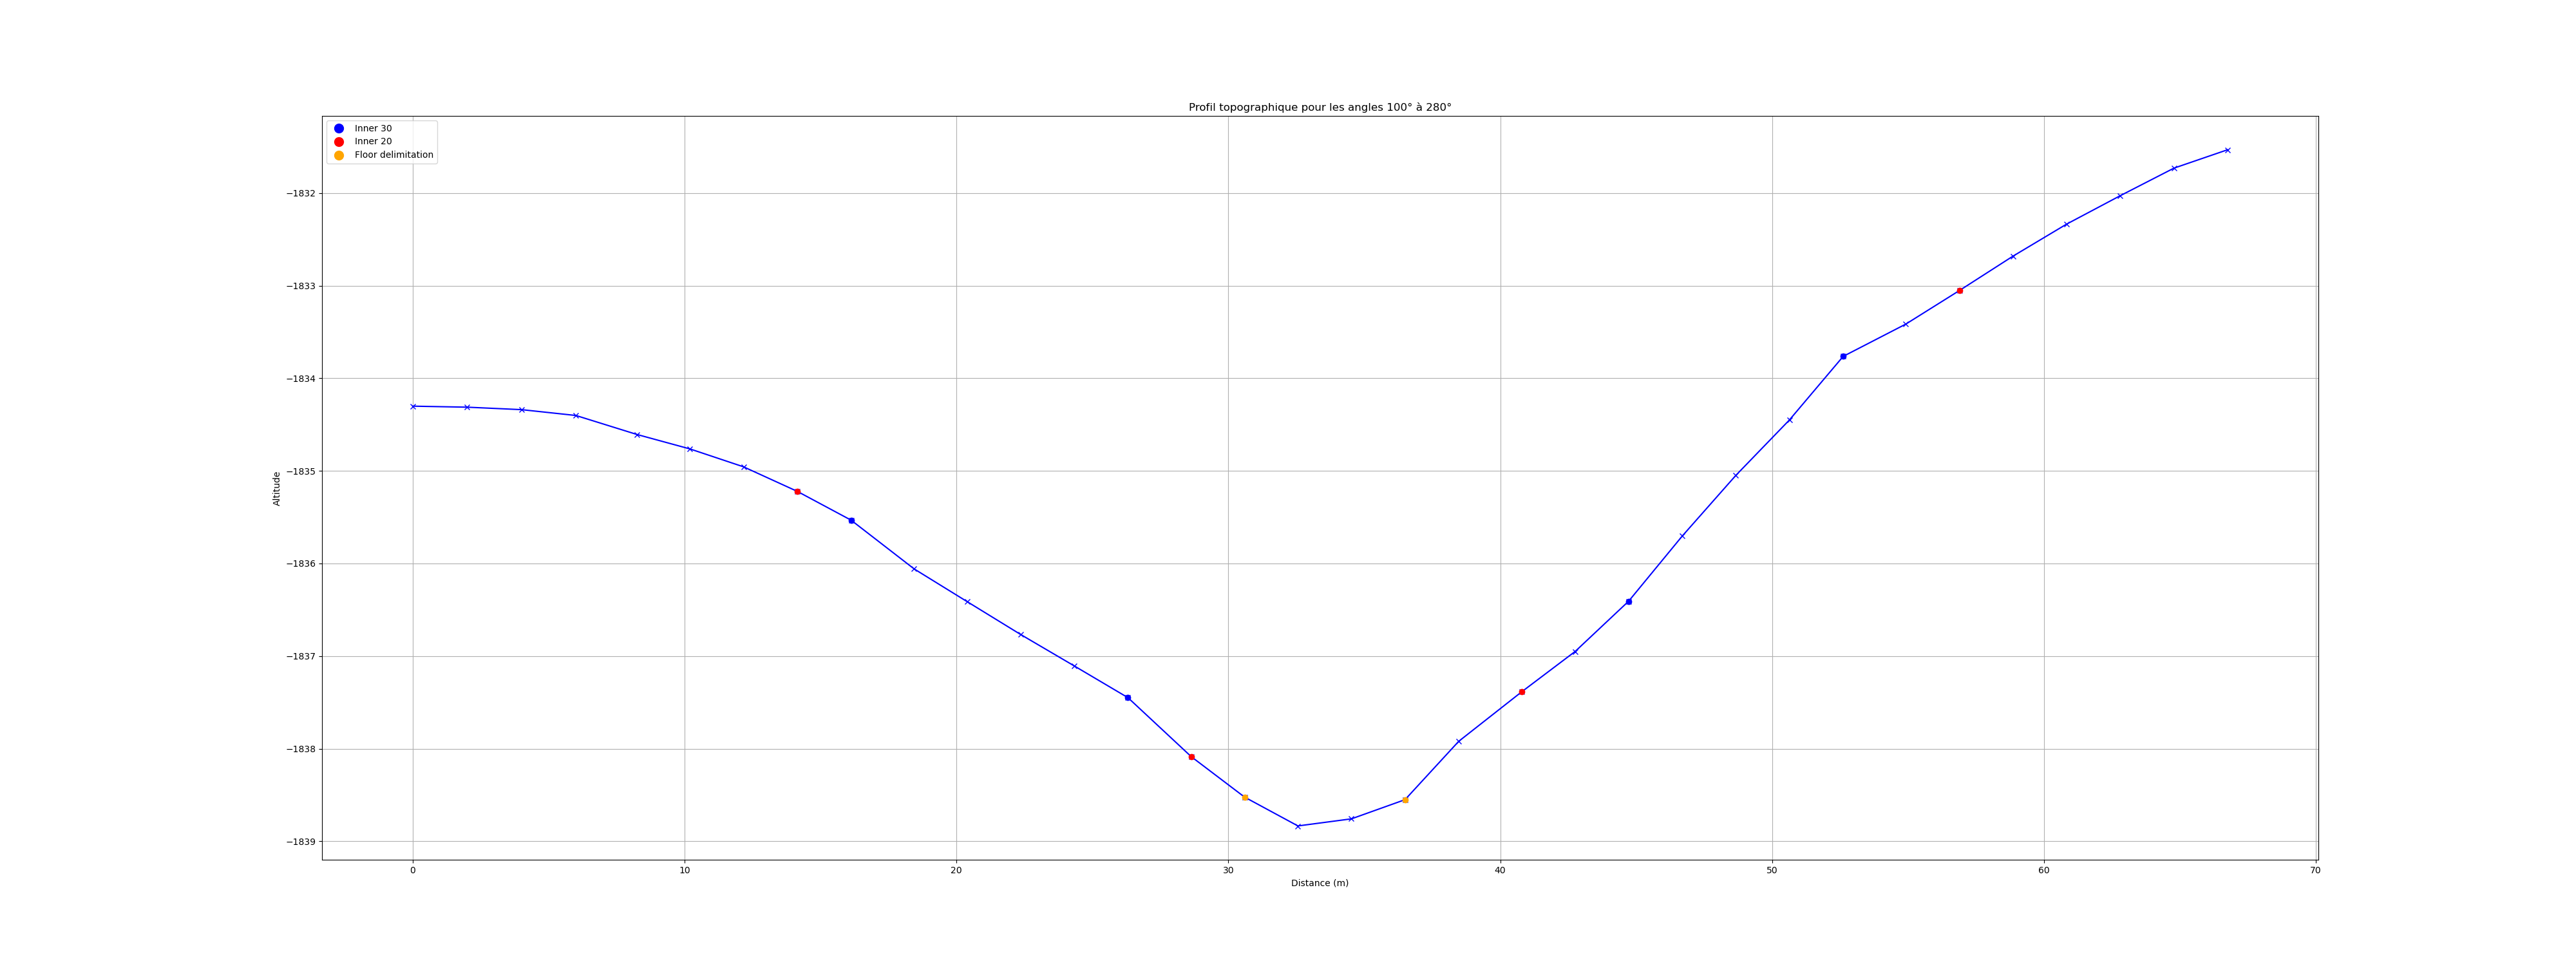 Profil topographique pour les angles 100° à 280°
Inner 30
Inner 20
Floor delimitation
Altitude
−1832
−1833
−1834
−1835
−1836
−1837
−1838
−1839
0 10 20 30 40 50 60 70
Distance (m)